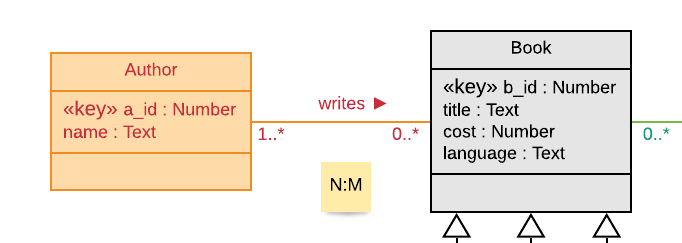 Author
«key» a_id : Number
name : Text
writes ▶
1..*
0..*
N:M
Book
«key» b_id : Number
title : Text
cost : Number
language : Text
0..*